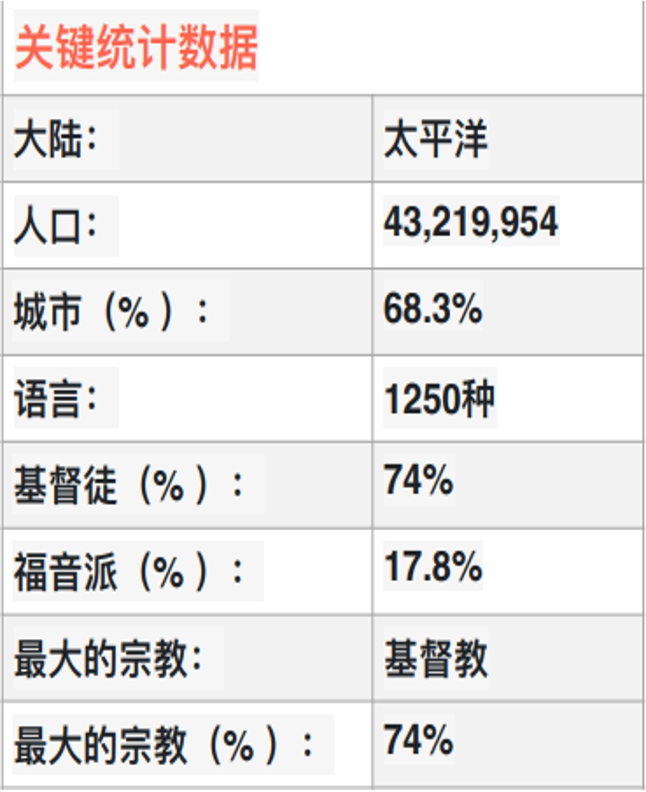 关键统计数据
大陆： 太平洋
人口： 43,219,954
城市（%）： 68.3%
语言： 1250种
基督徒（%）： 74%
福音派（%）： 17.8%
最大的宗教： 基督教
最大的宗教（%）： 74%